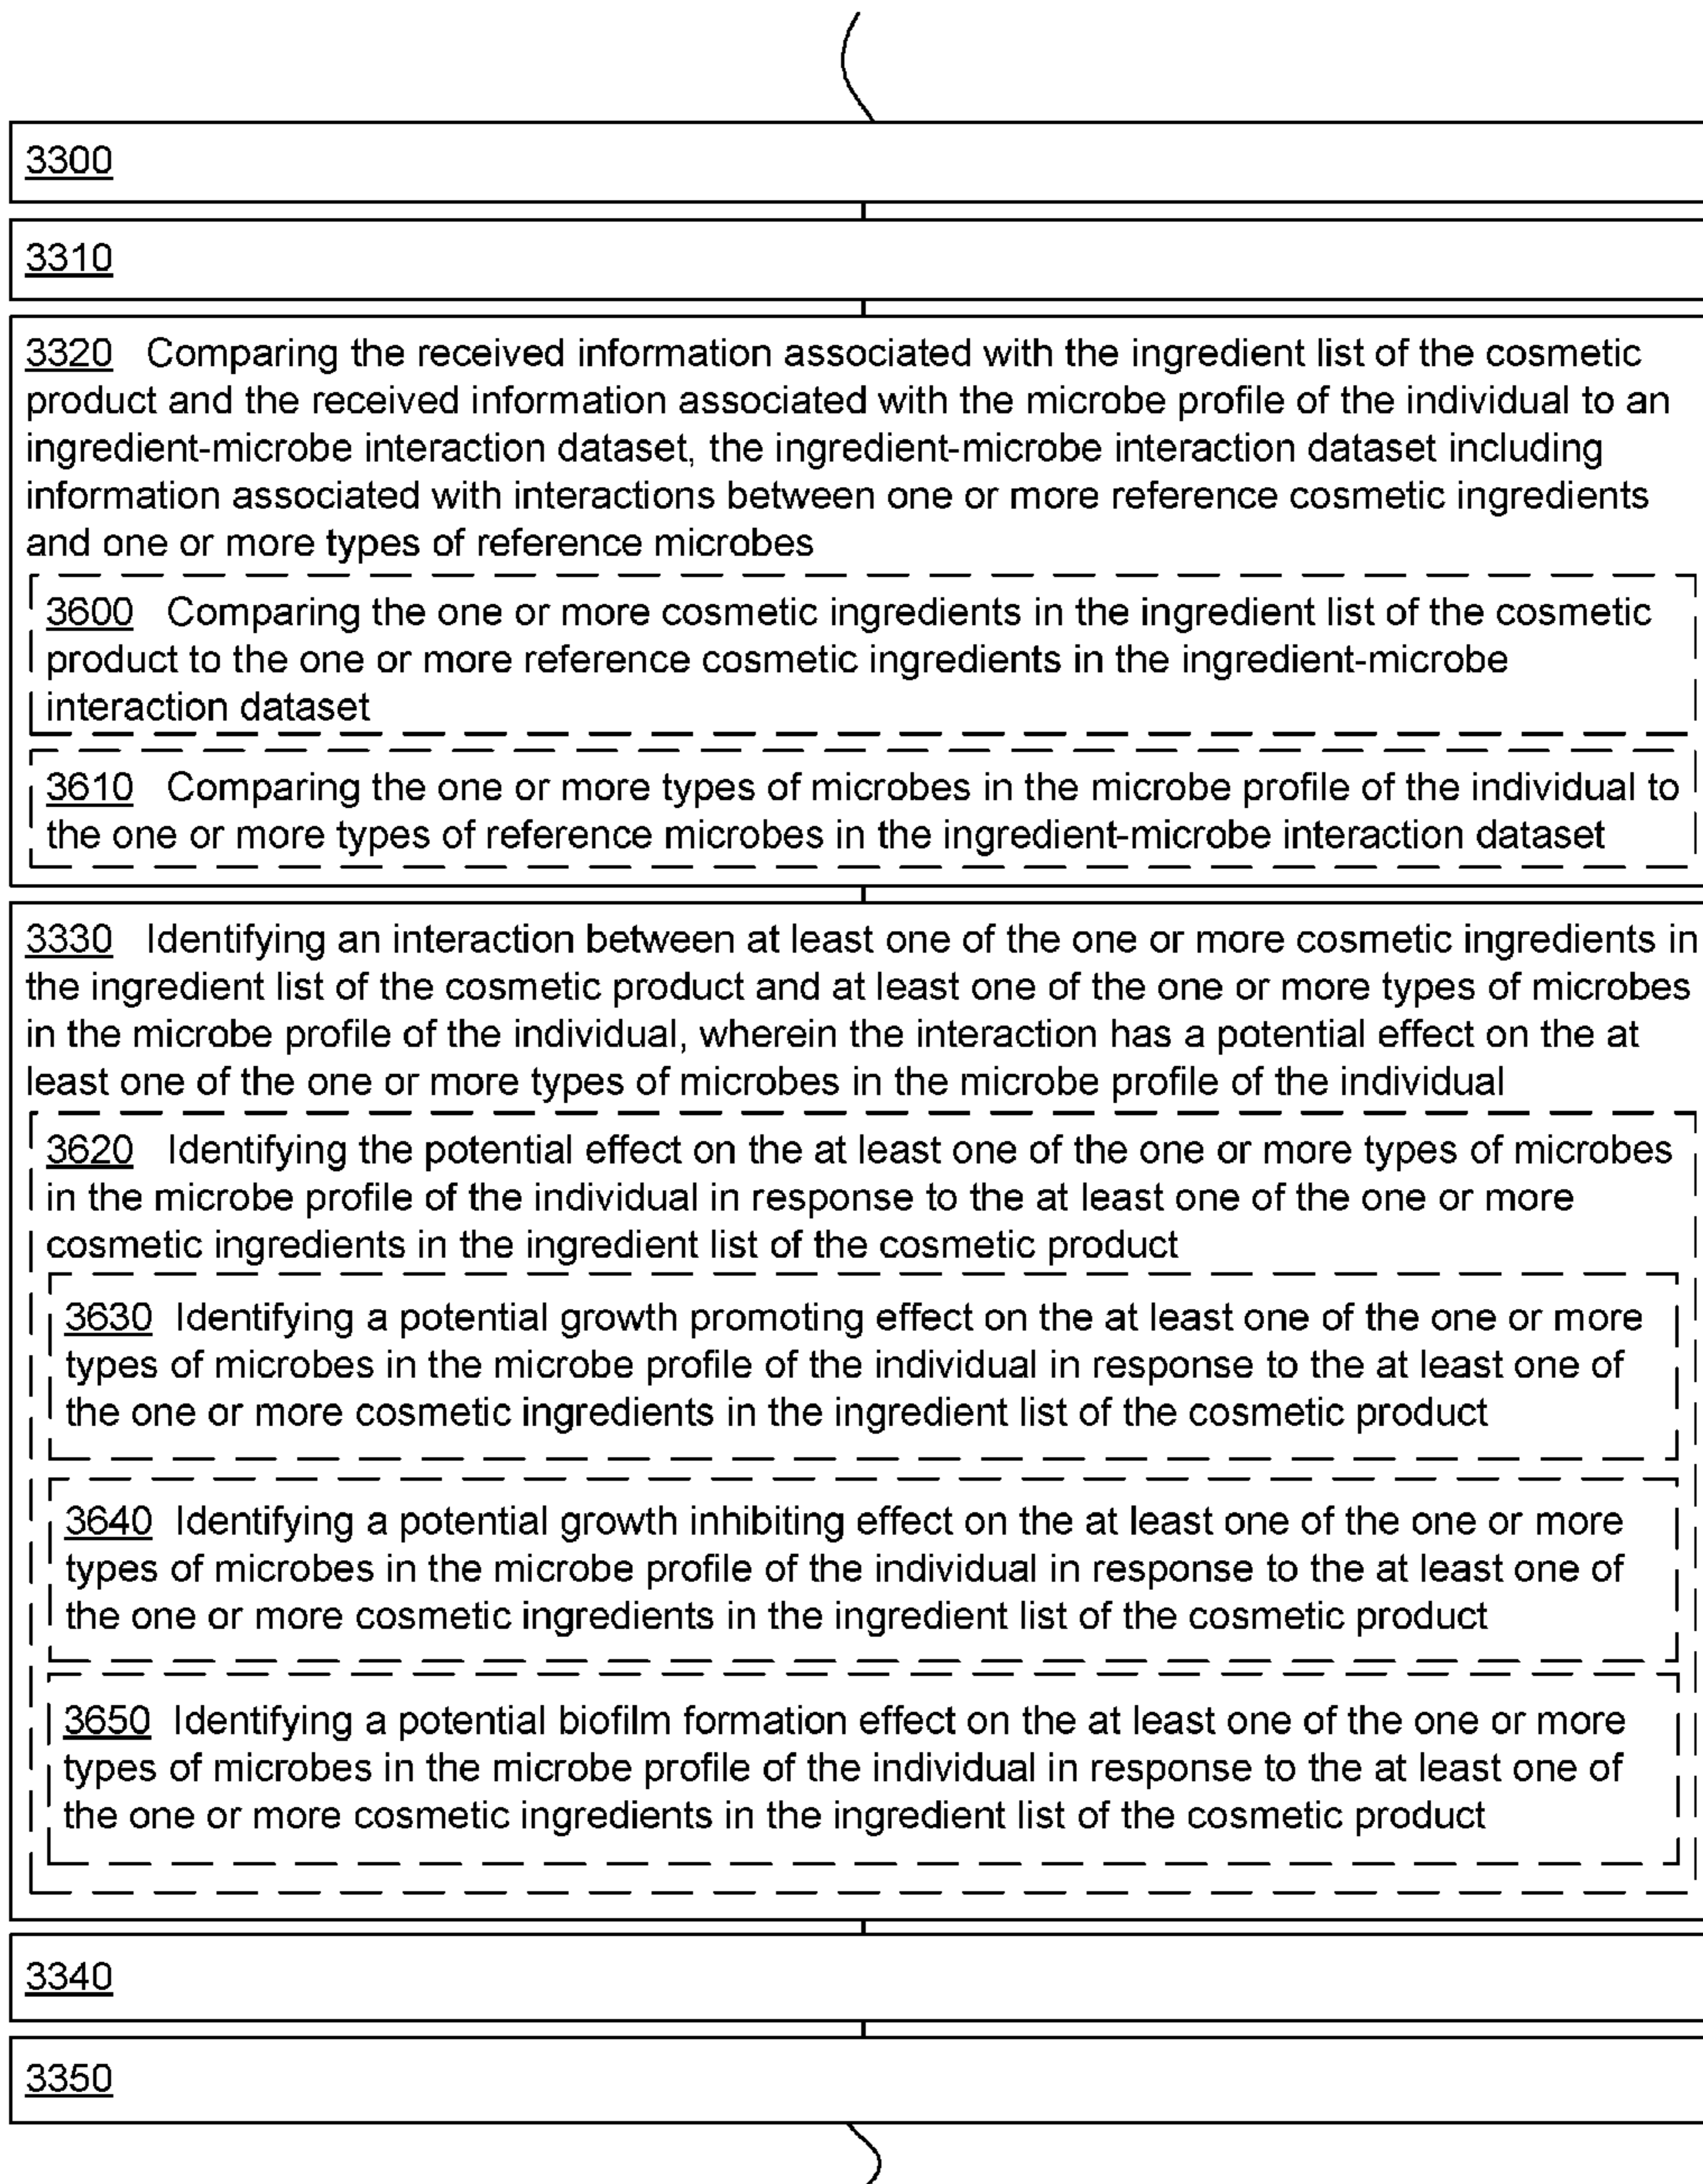 3300
3310
3320 Comparing the received information associated with the ingredient list of the cosmetic
product and the received information associated with the microbe profile of the individual to an
ingredient-microbe interaction dataset, the ingredient-microbe interaction dataset including
information associated with interactions between one or more reference cosmetic ingredients
and one or more types of reference microbes
3600 Comparing the one or more cosmetic ingredients in the ingredient list of the cosmetic
product to the one or more reference cosmetic ingredients in the ingredient-microbe
interaction dataset
3610 Comparing the one or more types of microbes in the microbe profile of the individual to
the one or more types of reference microbes in the ingredient-microbe interaction dataset
3330 Identifying an interaction between at least one of the one or more cosmetic ingredients in
the ingredient list of the cosmetic product and at least one of the one or more types of microbes
in the microbe profile of the individual, wherein the interaction has a potential effect on the at
least one of the one or more types of microbes in the microbe profile of the individual
3620 Identifying the potential effect on the at least one of the one or more types of microbes
in the microbe profile of the individual in response to the at least one of the one or more
cosmetic ingredients in the ingredient list of the cosmetic product
3630 Identifying a potential growth promoting effect on the at least one of the one or more
types of microbes in the microbe profile of the individual in response to the at least one of
the one or more cosmetic ingredients in the ingredient list of the cosmetic product
3640 Identifying a potential growth inhibiting effect on the at least one of the one or more
types of microbes in the microbe profile of the individual in response to the at least one of
the one or more cosmetic ingredients in the ingredient list of the cosmetic product
3650 Identifying a potential biofilm formation effect on the at least one of the one or more
types of microbes in the microbe profile of the individual in response to the at least one of
the one or more cosmetic ingredients in the ingredient list of the cosmetic product
3340
3350